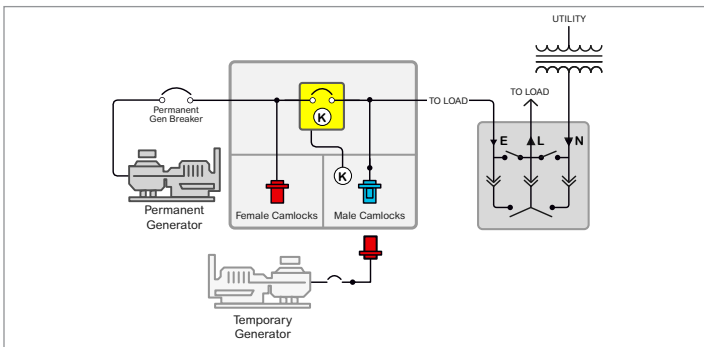 UTILITY
TO LOAD
Permanent
Gen Breaker
K
TO LOAD
E
L
N
K
Permanent
Generator
Female Camlocks
Male Camlocks
Temporary
Generator